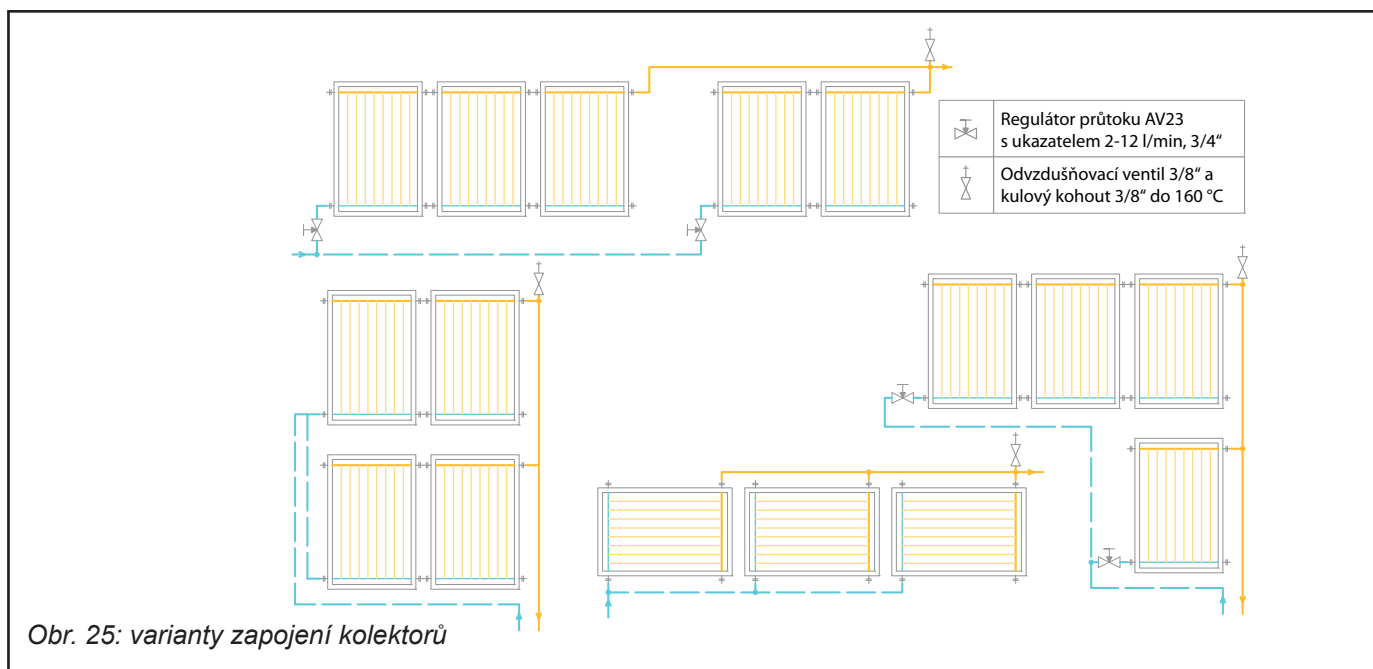 Regulátor průtoku AV23
s ukazatelem 2-12 l/min, 3/4“
Odvzdušňovací ventil 3/8“ a
kulový kohout 3/8“ do 160 °C
Obr. 25: varianty zapojení kolektorů